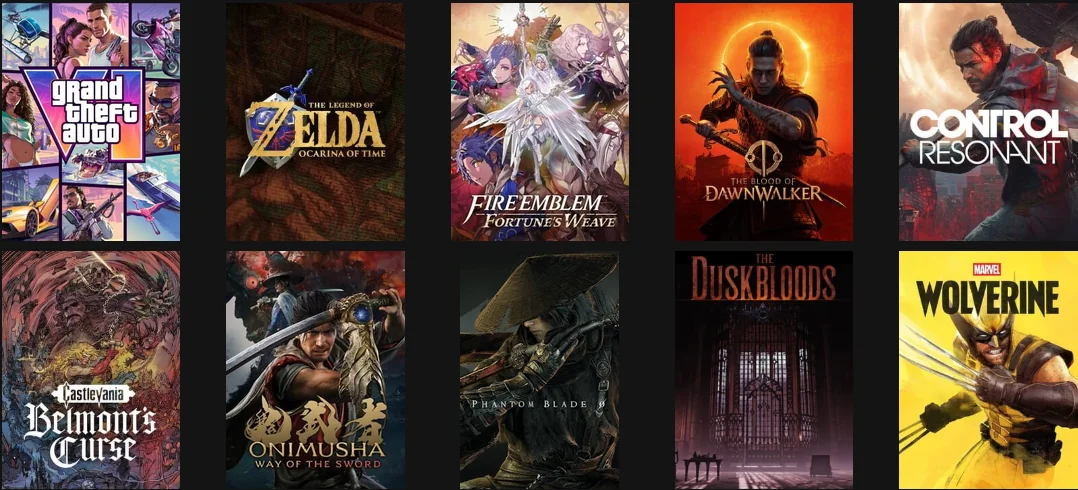 VI
grand
theft
auto
THE LEGEND OF
ZELDA
OCARINA OF TIME
FIRE EMBLEM
FORTUNE'S WEAVE
THE BLOOD OF
DAWNWALKER
CONTROL
RESONANT
Castlevania
Belmont's
Curse
鬼武者
ONIMUSHA
WAY OF THE SWORD
PHANTOM BLADE 0
THE
DUSKBLOODS
MARVEL
WOLVERINE